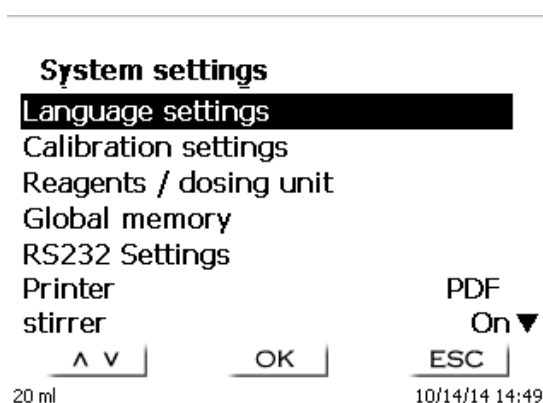 System settings
Language settings
Calibration settings
Reagents / dosing unit
Global memory
RS232 Settings
Printer PDF
stirrer On ▼
∧ ∨ OK ESC
20 ml 10/14/14 14:49